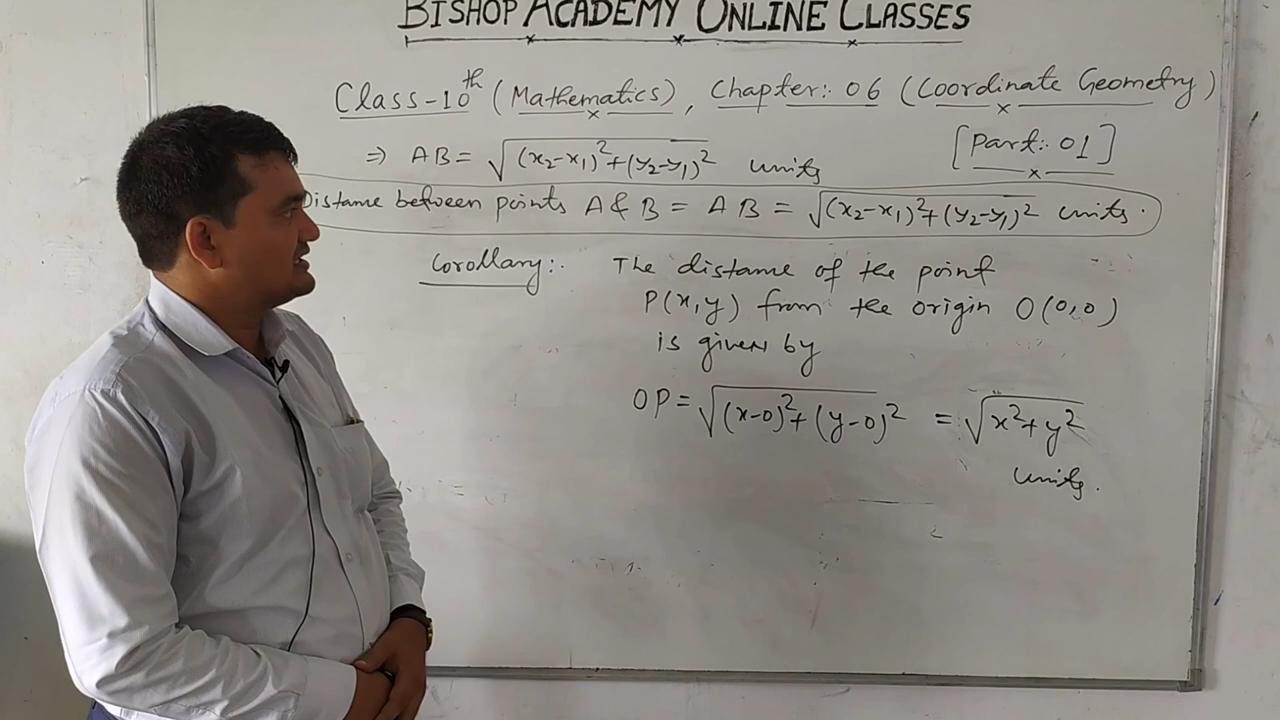 BISHOP ACADEMY ONLINE CLASSES
Class-10th (Mathematics), Chapter:- 06 (Coordinate Geometry)
[Part:- 01]
⇒ AB = √(x₂-x₁)²+(y₂-y₁)² units
Distance between points A & B = AB = √(x₂-x₁)²+(y₂-y₁)² units.
Corollary:- The distance of the point
P(x,y) from the origin O(0,0)
is given by
OP = √(x-0)²+(y-0)² = √x²+y²
units.